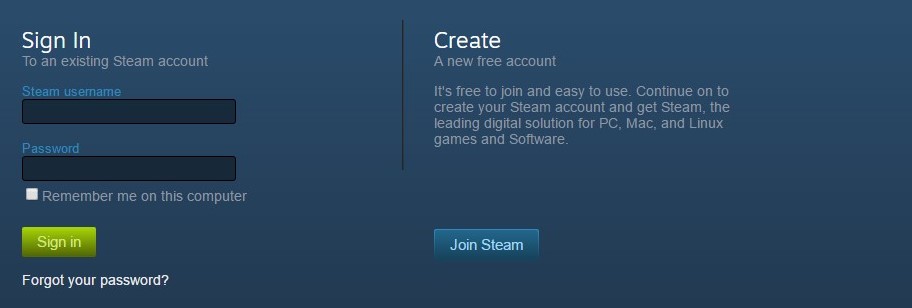 Sign In
To an existing Steam account
Steam username
Password
Remember me on this computer
Sign in
Forgot your password?
Create
A new free account
It's free to join and easy to use. Continue on to
create your Steam account and get Steam, the
leading digital solution for PC, Mac, and Linux
games and Software.
Join Steam